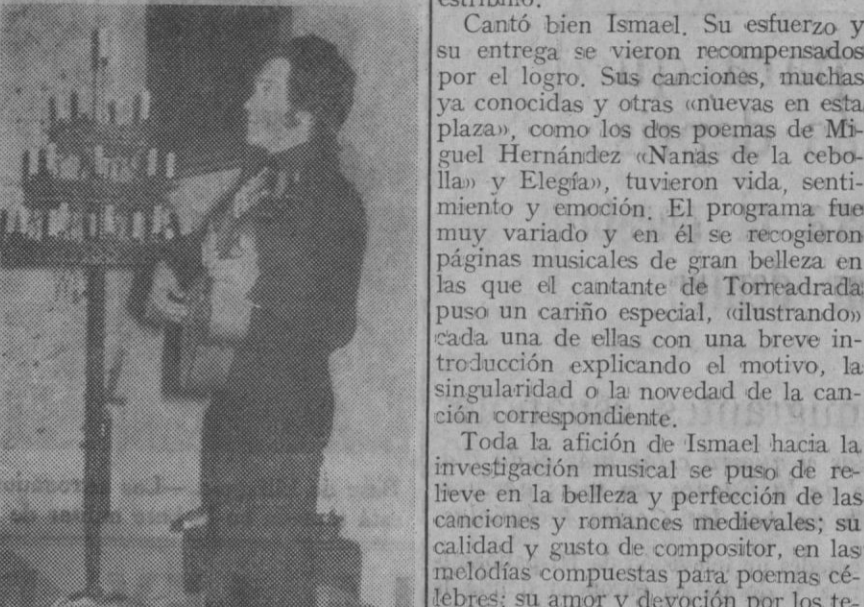 estribillo.
Cantó bien Ismael. Su esfuerzo y
su entrega se vieron recompensados
por el logro. Sus canciones, muchas
ya conocidas y otras «nuevas en esta
plaza», como los dos poemas de Mi-
guel Hernández «Nanas de la cebo-
lla» y Elegía», tuvieron vida, senti-
miento y emoción. El programa fue
muy variado y en él se recogieron
páginas musicales de gran belleza en
las que el cantante de Torreadrada
puso un cariño especial, «ilustrando»
cada una de ellas con una breve in-
troducción explicando el motivo, la
singularidad o la novedad de la can-
ción correspondiente.
Toda la afición de Ismael hacia la
investigación musical se puso de re-
lieve en la belleza y perfección de las
canciones y romances medievales; su
calidad y gusto de compositor, en las
melodías compuestas para poemas cé-
lebres; su amor y devoción por los te-